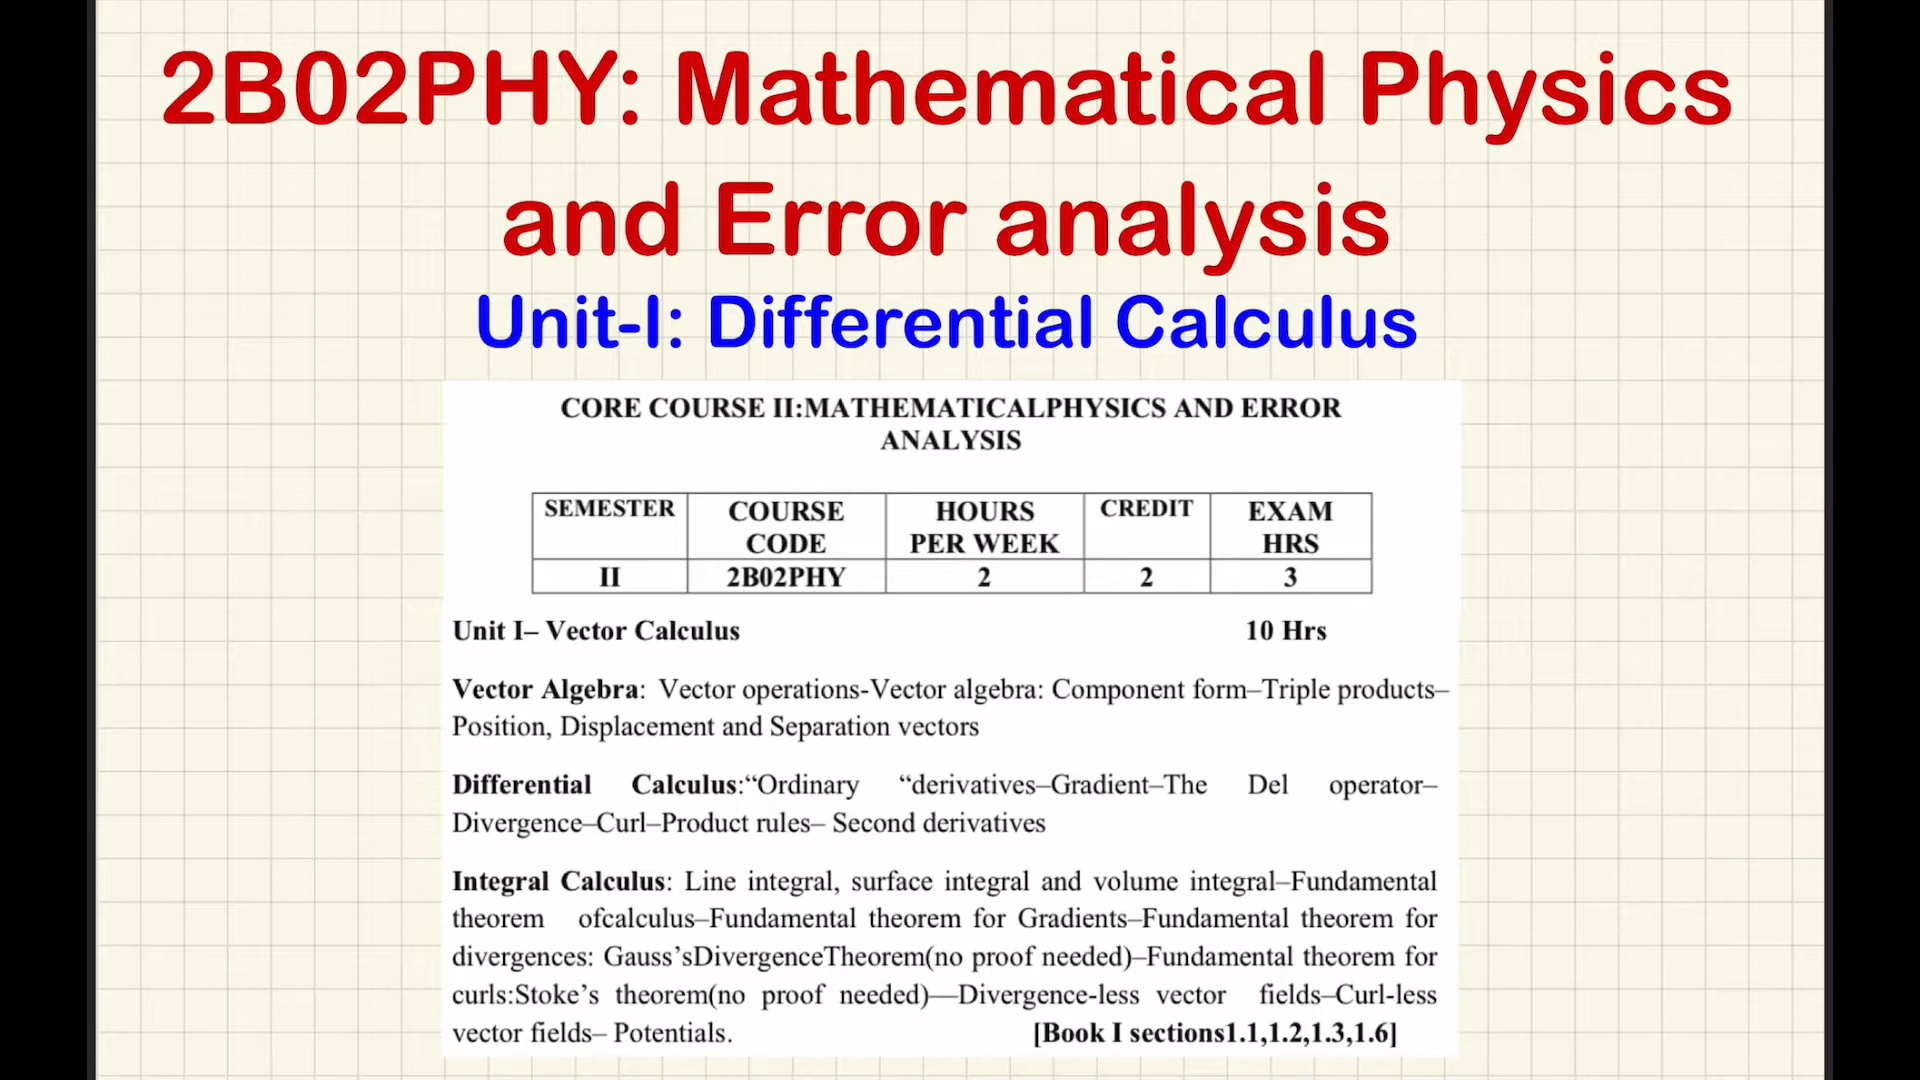 2B02PHY: Mathematical Physics
and Error analysis
Unit-I: Differential Calculus
CORE COURSE II:MATHEMATICALPHYSICS AND ERROR
ANALYSIS
SEMESTER COURSE CODE HOURS PER WEEK CREDIT EXAM HRS
II 2B02PHY 2 2 3
Unit I– Vector Calculus 10 Hrs
Vector Algebra: Vector operations-Vector algebra: Component form–Triple products–
Position, Displacement and Separation vectors
Differential Calculus:“Ordinary “derivatives–Gradient–The Del operator–
Divergence–Curl–Product rules– Second derivatives
Integral Calculus: Line integral, surface integral and volume integral–Fundamental
theorem ofcalculus–Fundamental theorem for Gradients–Fundamental theorem for
divergences: Gauss’sDivergenceTheorem(no proof needed)–Fundamental theorem for
curls:Stoke’s theorem(no proof needed)—Divergence-less vector fields–Curl-less
vector fields– Potentials. [Book I sections1.1,1.2,1.3,1.6]